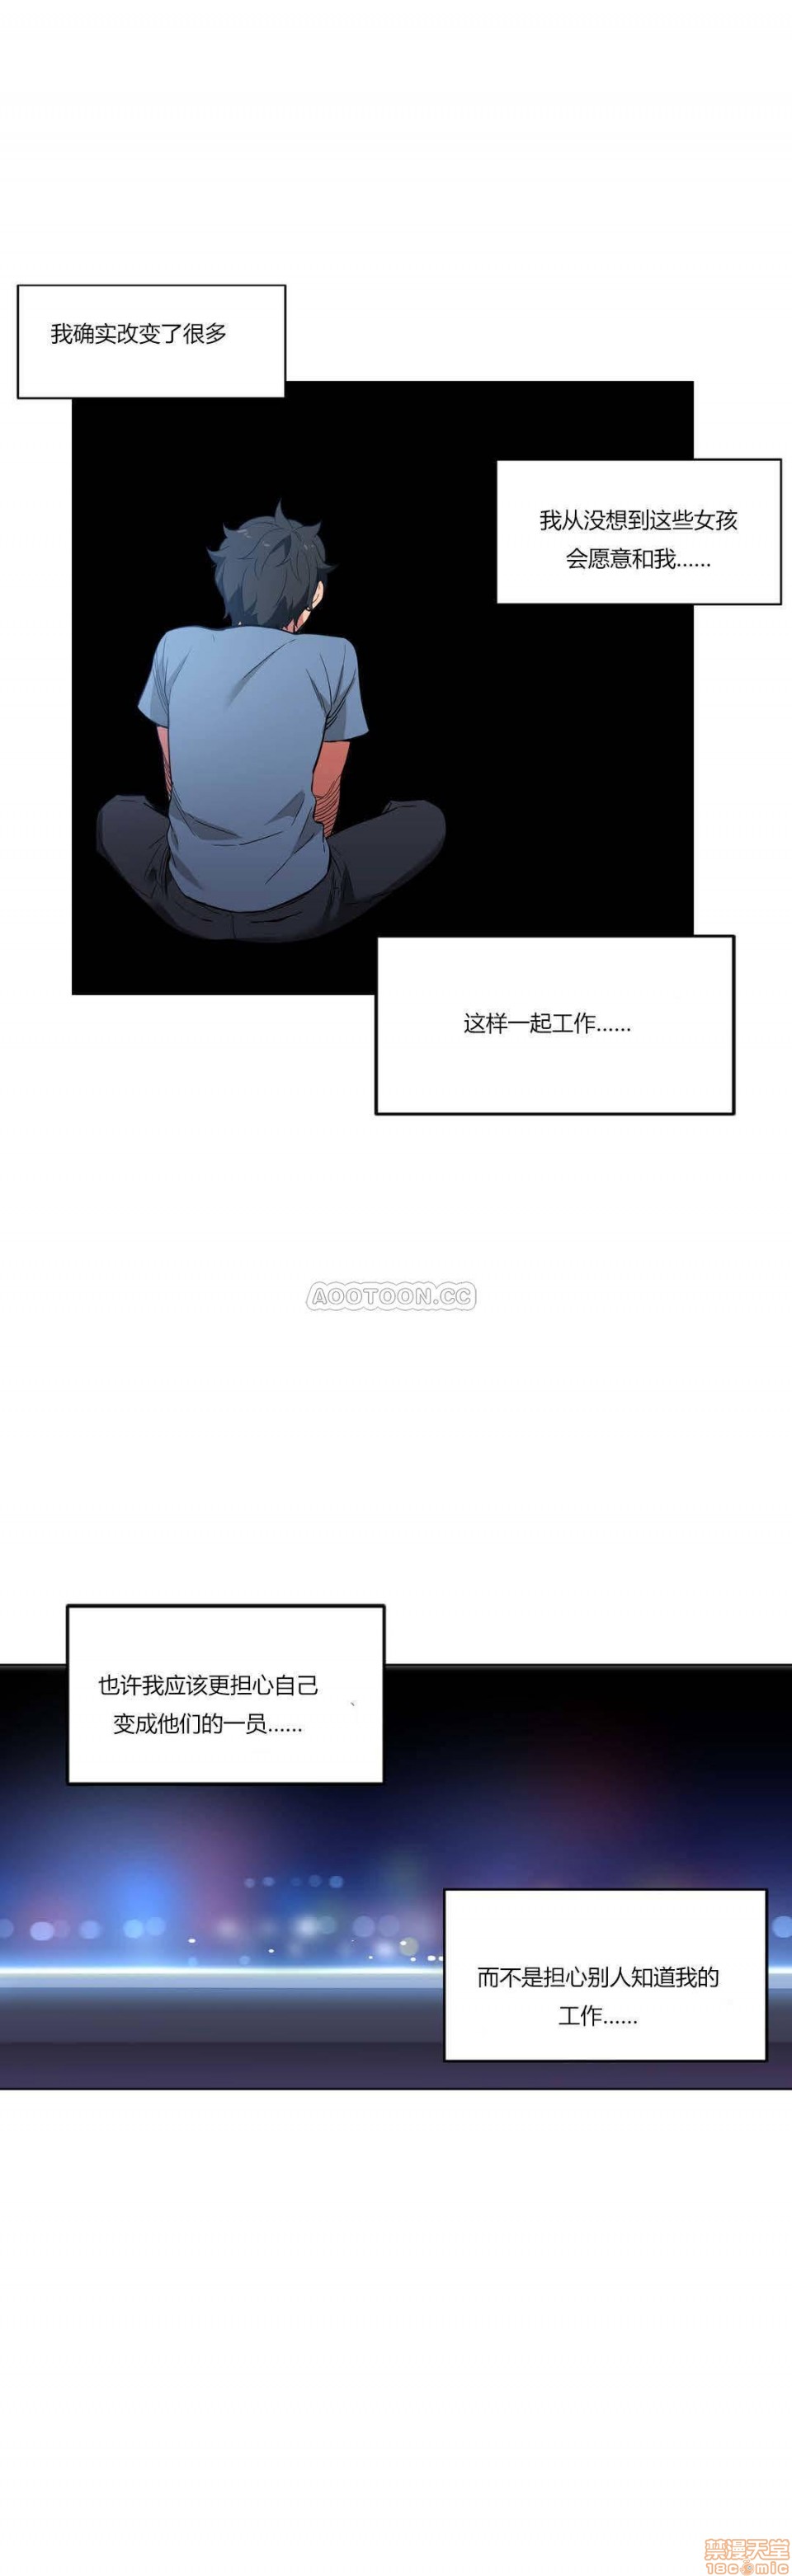 我确实改变了很多
我从没想到这些女孩
会愿意和我……
这样一起工作……
AOOTOON.CC
也许我应该更担心自己
变成他们的一员……
而不是担心别人知道我的
工作……
禁漫天堂
18comic